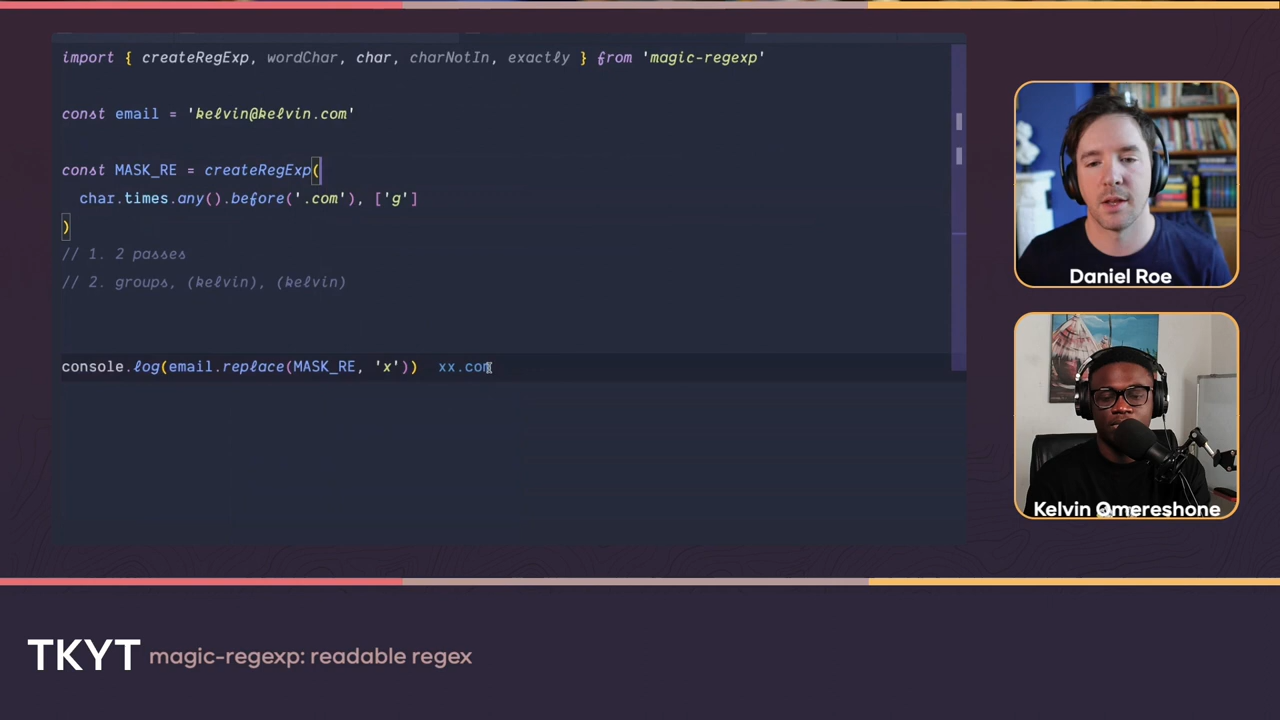 import { createRegExp, wordChar, char, charNotIn, exactly } from 'magic-regexp'
const email = 'kelvin@kelvin.com'
const MASK_RE = createRegExp(
char.times.any().before('.com'), ['g']
)
// 1. 2 passes
// 2. groups, (kelvin), (kelvin)
console.log(email.replace(MASK_RE, 'x')) xx.com
Daniel Roe
Kelvin Omereshone
TKYT magic-regexp: readable regex